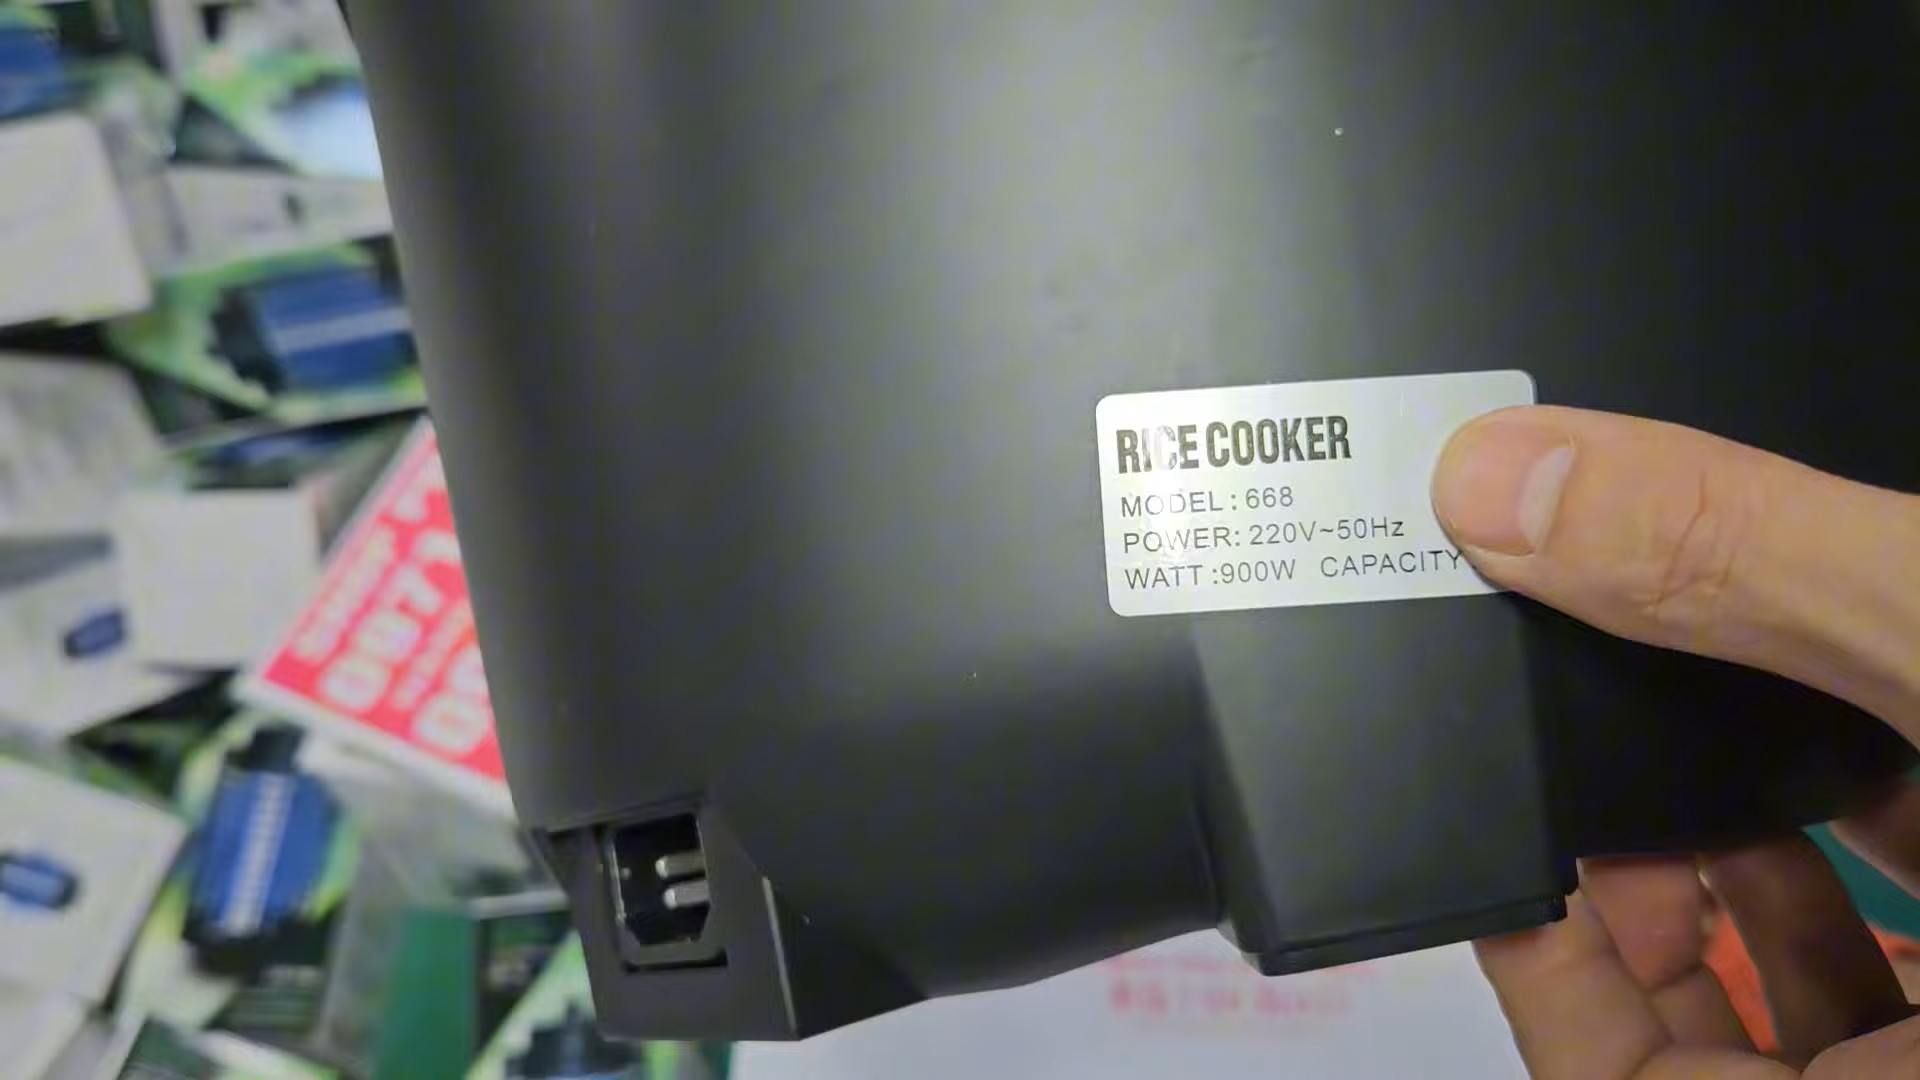 RICE COOKER
MODEL : 668
POWER: 220V~50Hz
WATT :900W CAPACITY